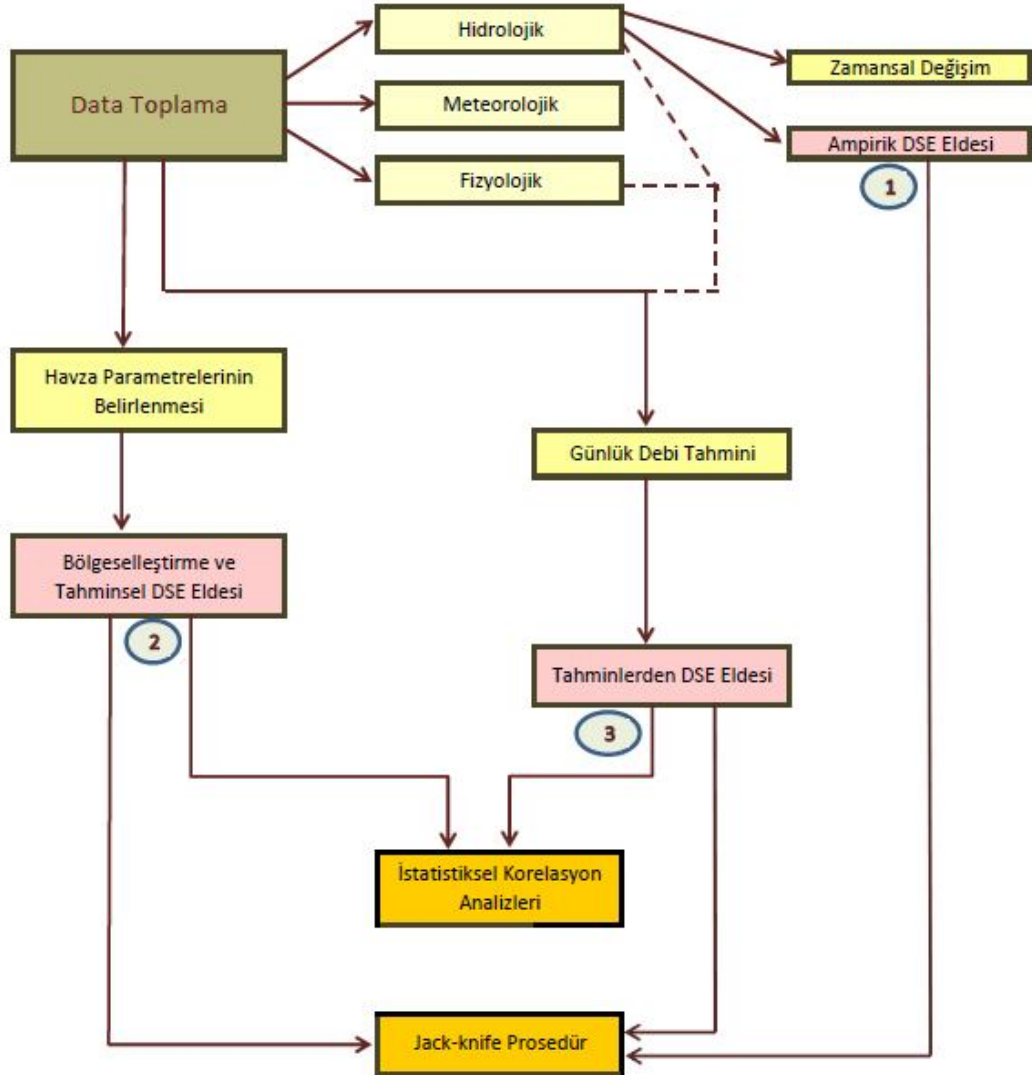 Hidrolojik
Zamansal Değişim
Data Toplama
Meteorolojik
Ampirik DSE Eldesi
Fizyolojik
1
Havza Parametrelerinin
Belirlenmesi
Günlük Debi Tahmini
Bölgeselleştirme ve
Tahminsel DSE Eldesi
2
Tahminlerden DSE Eldesi
3
İstatistiksel Korelasyon
Analizleri
Jack-knife Prosedür